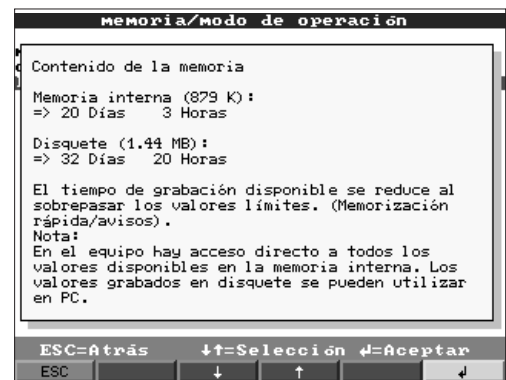 memoria/modo de operación
Contenido de la memoria
Memoria interna (879 K):
=> 20 Días 3 Horas
Disquete (1.44 MB):
=> 32 Días 20 Horas
El tiempo de grabación disponible se reduce al
sobrepasar los valores límites. (Memorización
rápida/avisos).
Nota:
En el equipo hay acceso directo a todos los
valores disponibles en la memoria interna. Los
valores grabados en disquete se pueden utilizar
en PC.
ESC=Atrás ↓↑=Selección ↵=Aceptar
ESC ↓ ↑ ↵